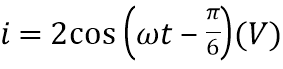 i = 2cos (ωt − π/6)(V)